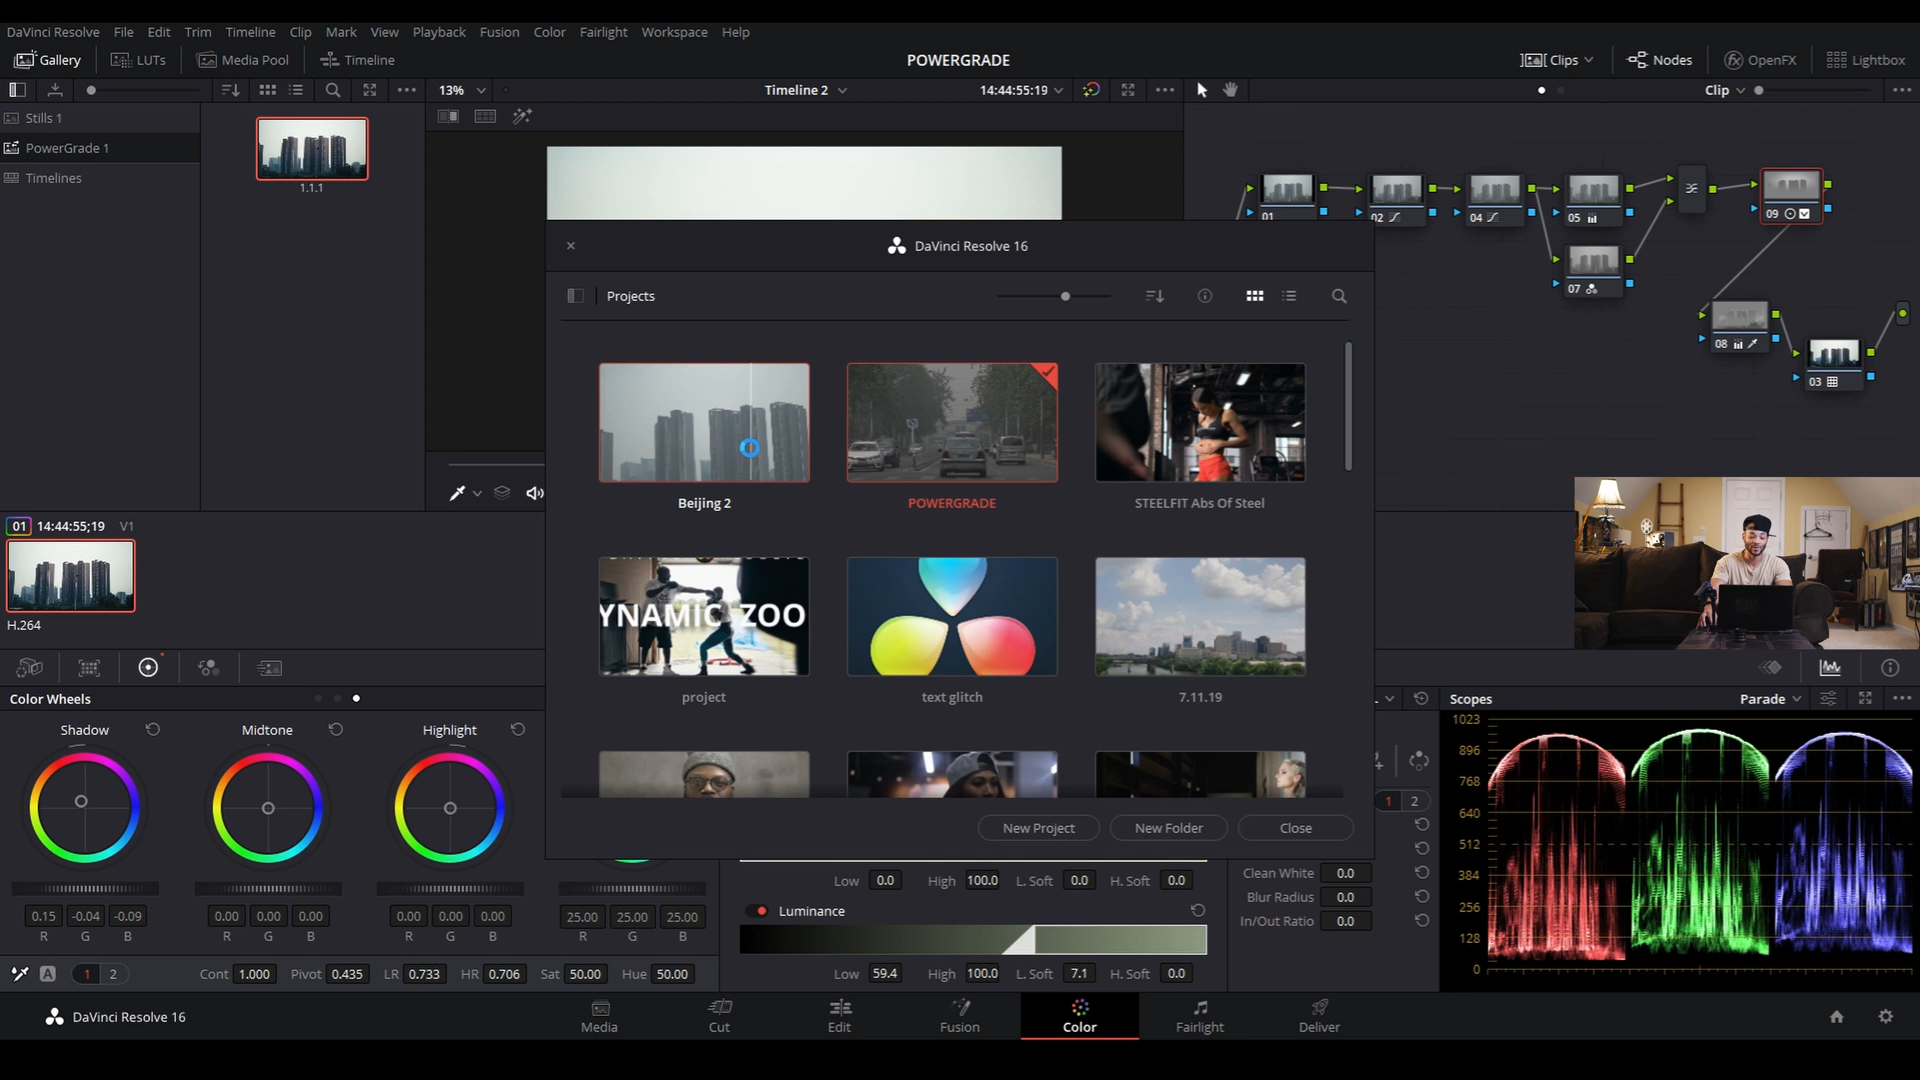 DaVinci Resolve File Edit Trim Timeline Clip Mark View Playback Fusion Color Fairlight Workspace Help
Gallery LUTs Media Pool Timeline POWERGRADE Clips Nodes OpenFX Lightbox
13% Timeline 2 14:44:55:19 Clip
Stills 1
PowerGrade 1
Timelines
1.1.1
01
02
04
05
09
07
08
03
DaVinci Resolve 16
Projects
Beijing 2
POWERGRADE
STEELFIT Abs Of Steel
YNAMIC ZOO
project
text glitch
7.11.19
New Project
New Folder
Close
01 14:44:55;19 V1
H.264
Color Wheels
Shadow
Midtone
Highlight
0.15 -0.04 -0.09
R G B
0.00 0.00 0.00
R G B
0.00 0.00 0.00
R G B
25.00 25.00 25.00
R G B
A 1 2 Cont 1.000 Pivot 0.435 LR 0.733 HR 0.706 Sat 50.00 Hue 50.00
Low 0.0 High 100.0 L. Soft 0.0 H. Soft 0.0
Luminance
Low 59.4 High 100.0 L. Soft 7.1 H. Soft 0.0
1 2
Clean White 0.0
Blur Radius 0.0
In/Out Ratio 0.0
Scopes Parade
1023
896
768
640
512
384
256
128
0
DaVinci Resolve 16
Media
Cut
Edit
Fusion
Color
Fairlight
Deliver